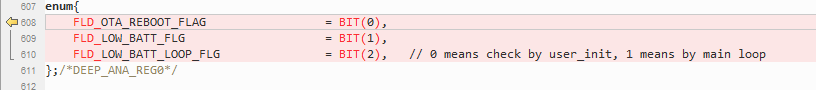 607 enum{
608 FLD_OTA_REBOOT_FLAG = BIT(0),
609 FLD_LOW_BATT_FLG = BIT(1),
610 FLD_LOW_BATT_LOOP_FLG = BIT(2), // 0 means check by user_init, 1 means by main loop
611 };/*DEEP_ANA_REG0*/
612